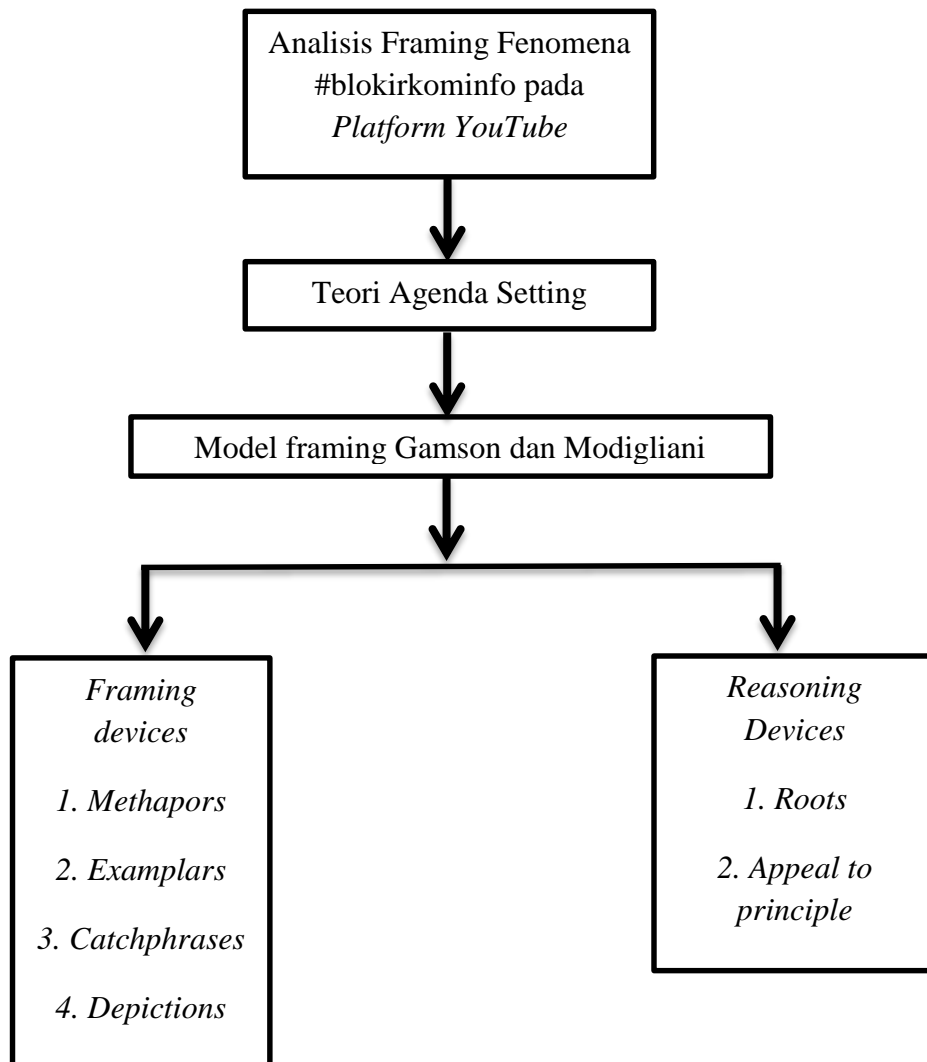 Analisis Framing Fenomena
#blokirkominfo pada
Platform YouTube
Teori Agenda Setting
Model framing Gamson dan Modigliani
Framing
devices
1. Methapors
2. Examplars
3. Catchphrases
4. Depictions
Reasoning
Devices
1. Roots
2. Appeal to
principle